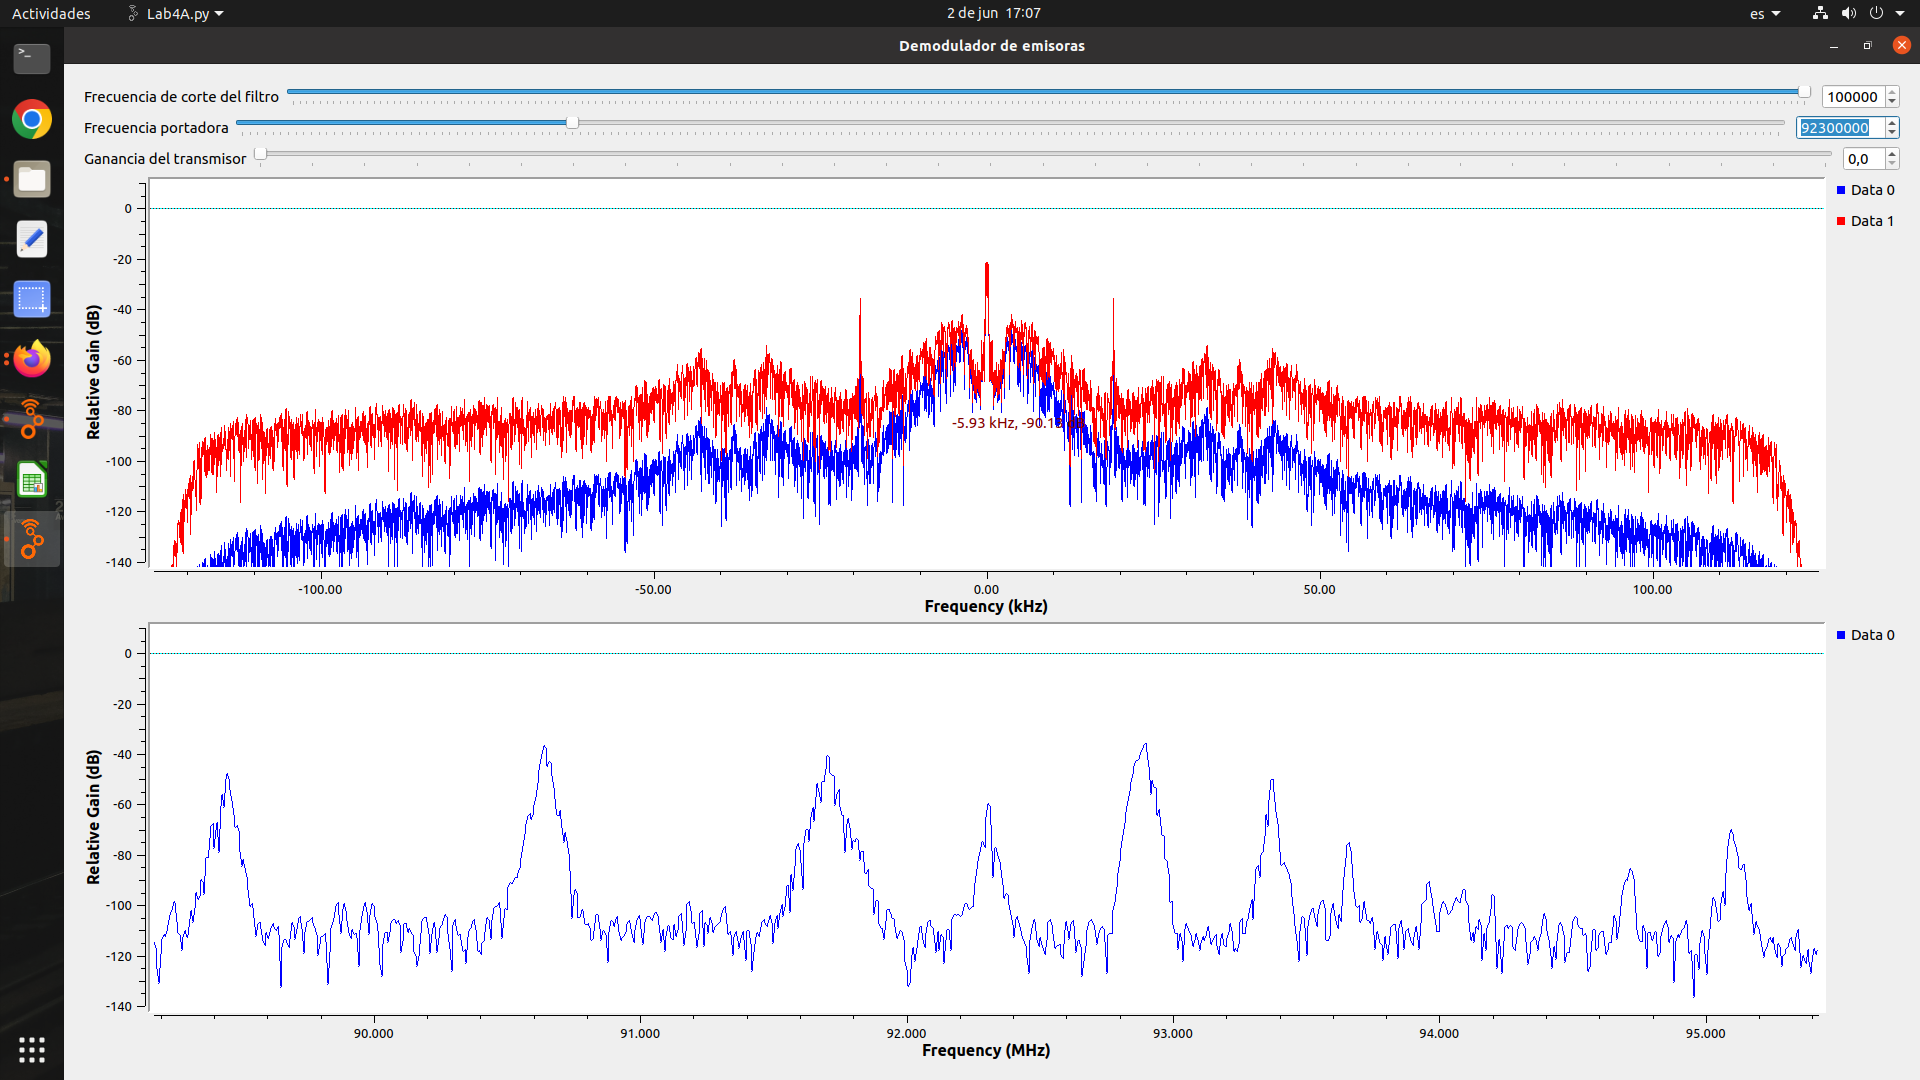 Actividades Lab4A.py 2 de jun 17:07 es
Demodulador de emisoras
Frecuencia de corte del filtro 100000
Frecuencia portadora 92300000
Ganancia del transmisor 0,0
Data 0
Data 1
Relative Gain (dB)
0
-20
-40
-60
-80
-100
-120
-140
-5.93 kHz, -90.1
-100.00 -50.00 0.00 50.00 100.00
Frequency (kHz)
Data 0
Relative Gain (dB)
0
-20
-40
-60
-80
-100
-120
-140
90.000 91.000 92.000 93.000 94.000 95.000
Frequency (MHz)